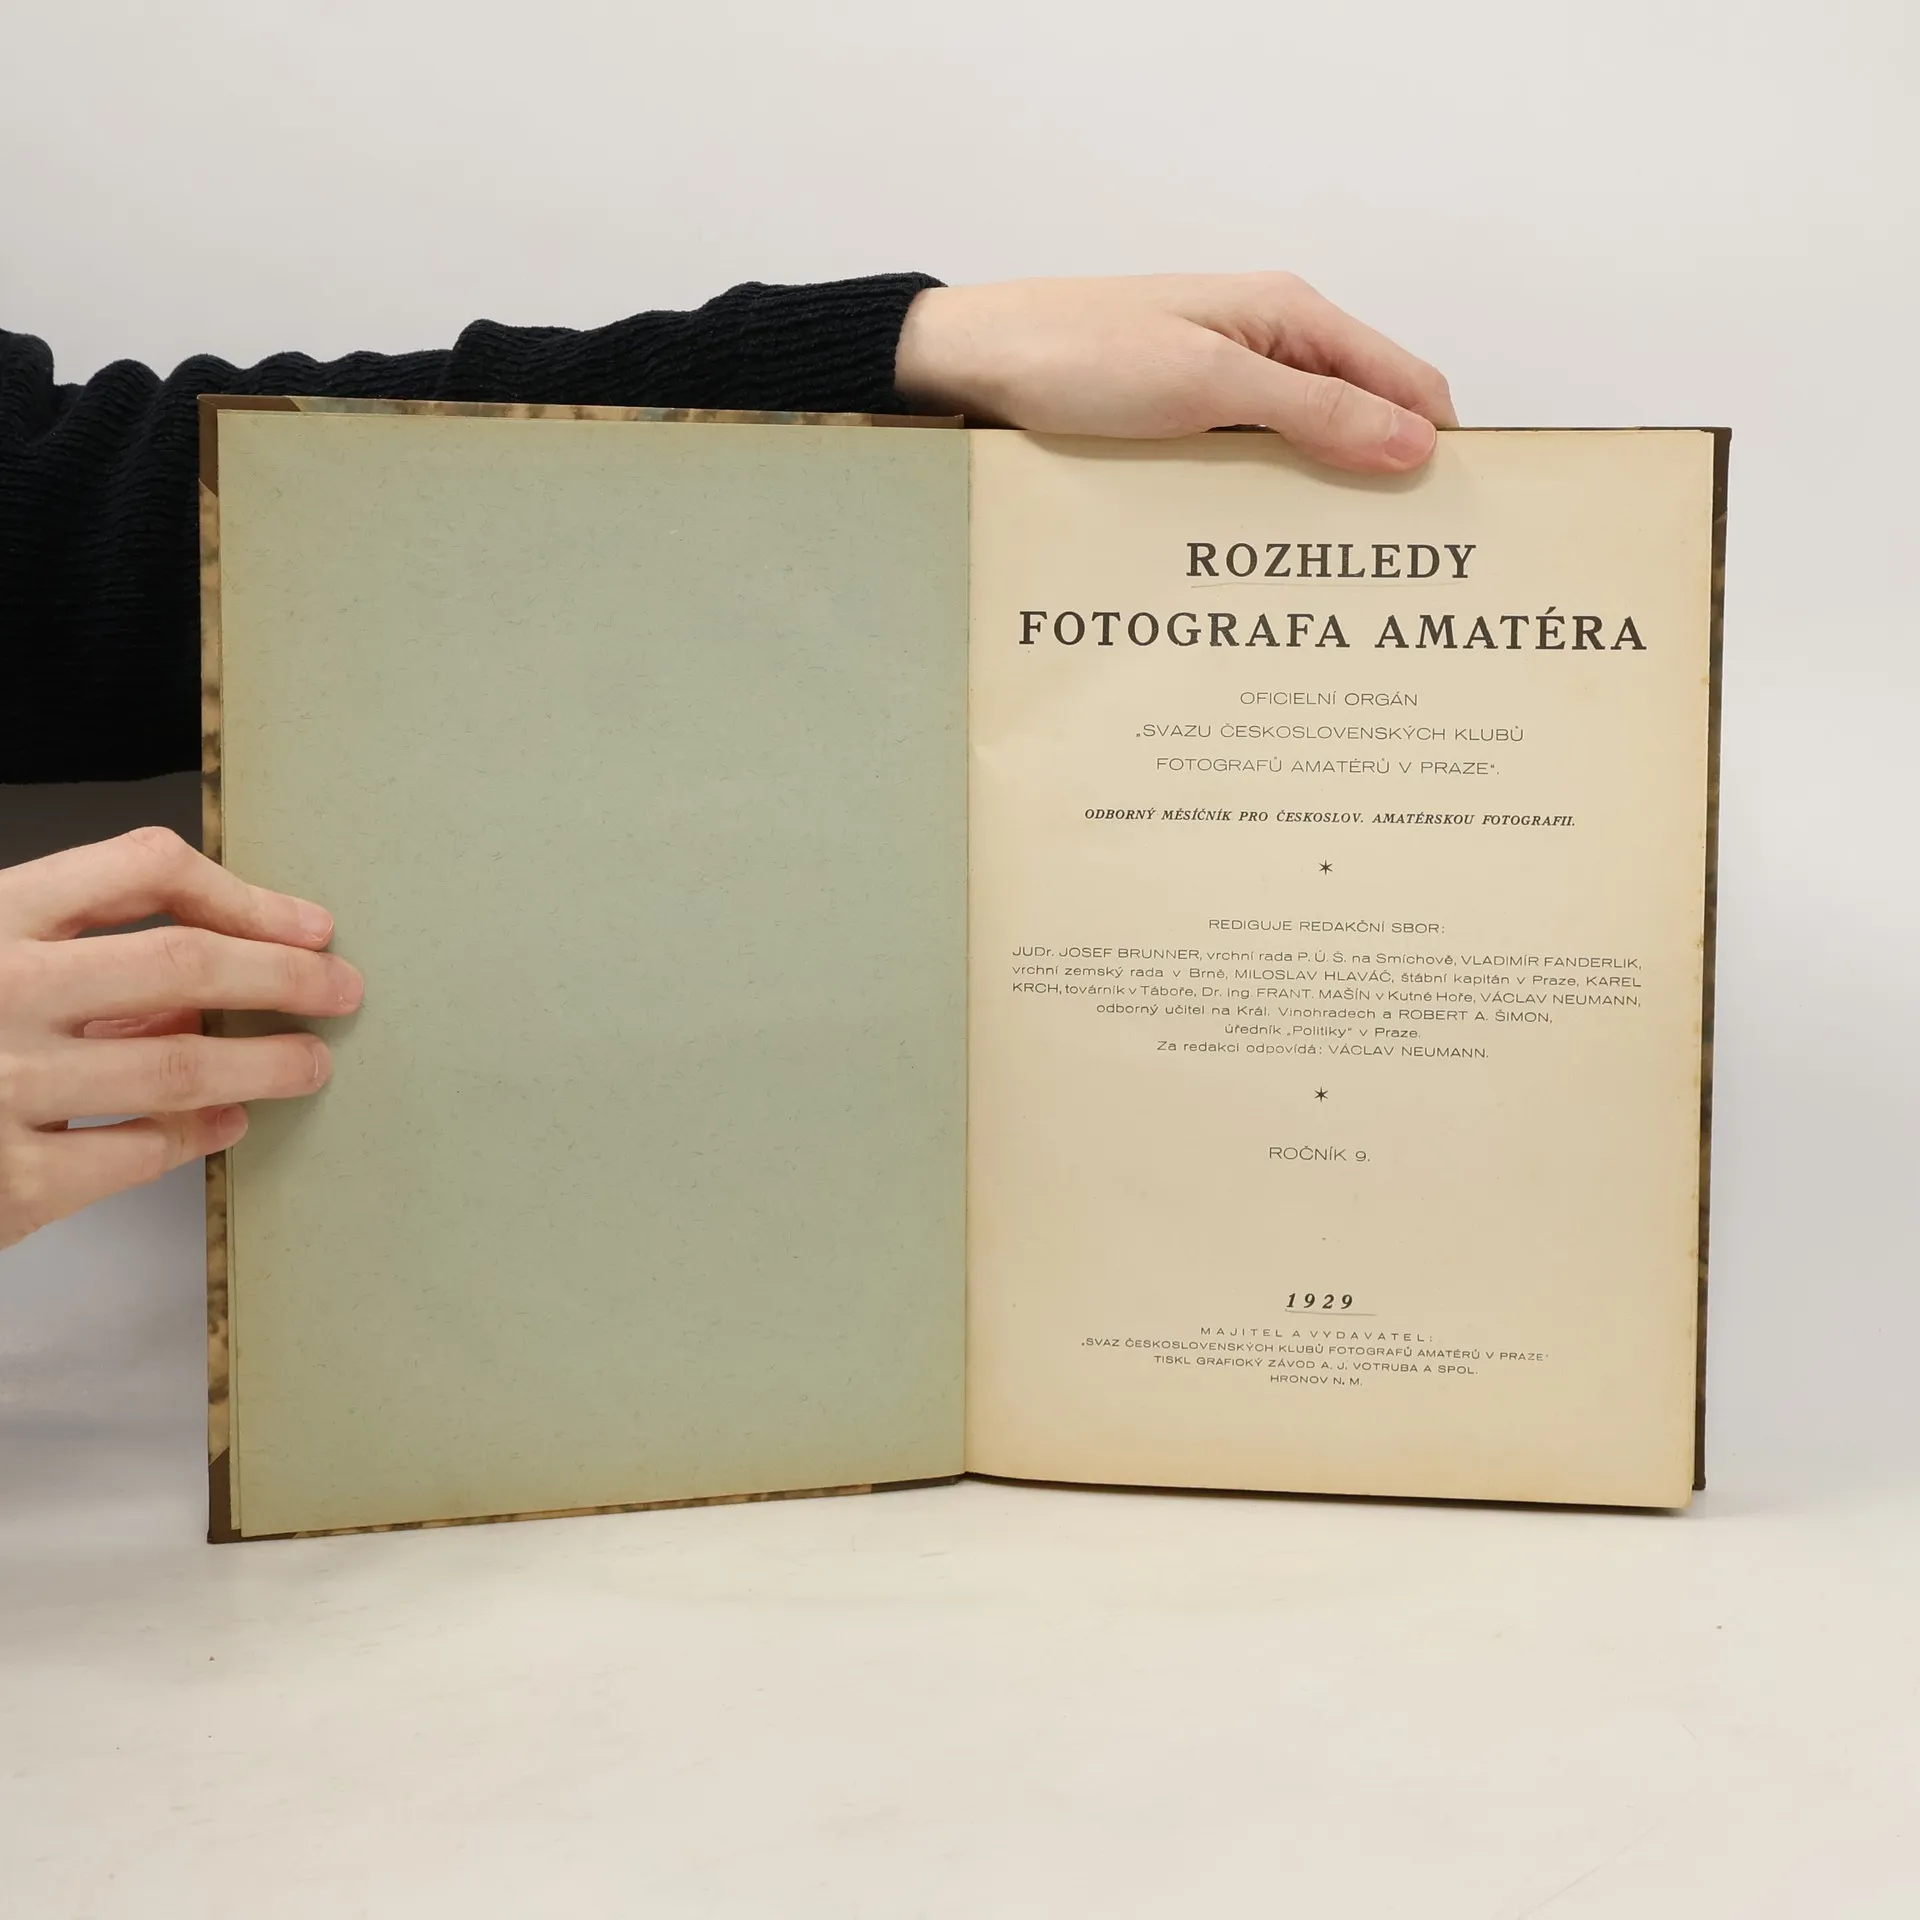 ROZHLEDY
FOTOGRAFA AMATÉRA
OFICIELNÍ ORGÁN
„SVAZU ČESKOSLOVENSKÝCH KLUBŮ
FOTOGRAFŮ AMATÉRŮ V PRAZE“.
ODBORNÝ MĚSÍČNÍK PRO ČESKOSLOV. AMATÉRSKOU FOTOGRAFII.
REDIGUJE REDAKČNÍ SBOR:
JUDr. JOSEF BRUNNER, vrchní rada P. Ú. Š. na Smíchově, VLADIMÍR FANDERLIK,
vrchní zemský rada v Brně, MILOSLAV HLAVÁČ, štábní kapitán v Praze, KAREL
KRCH, továrník v Táboře, Dr. Ing. FRANT. MAŠÍN v Kutné Hoře, VÁCLAV NEUMANN,
odborný učitel na Král. Vinohradech a ROBERT A. ŠIMON,
úředník „Politiky“ v Praze.
Za redakci odpovídá: VÁCLAV NEUMANN.
ROČNÍK 9.
1929
MAJITEL A VYDAVATEL:
„SVAZ ČESKOSLOVENSKÝCH KLUBŮ FOTOGRAFŮ AMATÉRŮ V PRAZE“
TISKL GRAFICKÝ ZÁVOD A. J. VOTRUBA A SPOL.
HRONOV N. M.